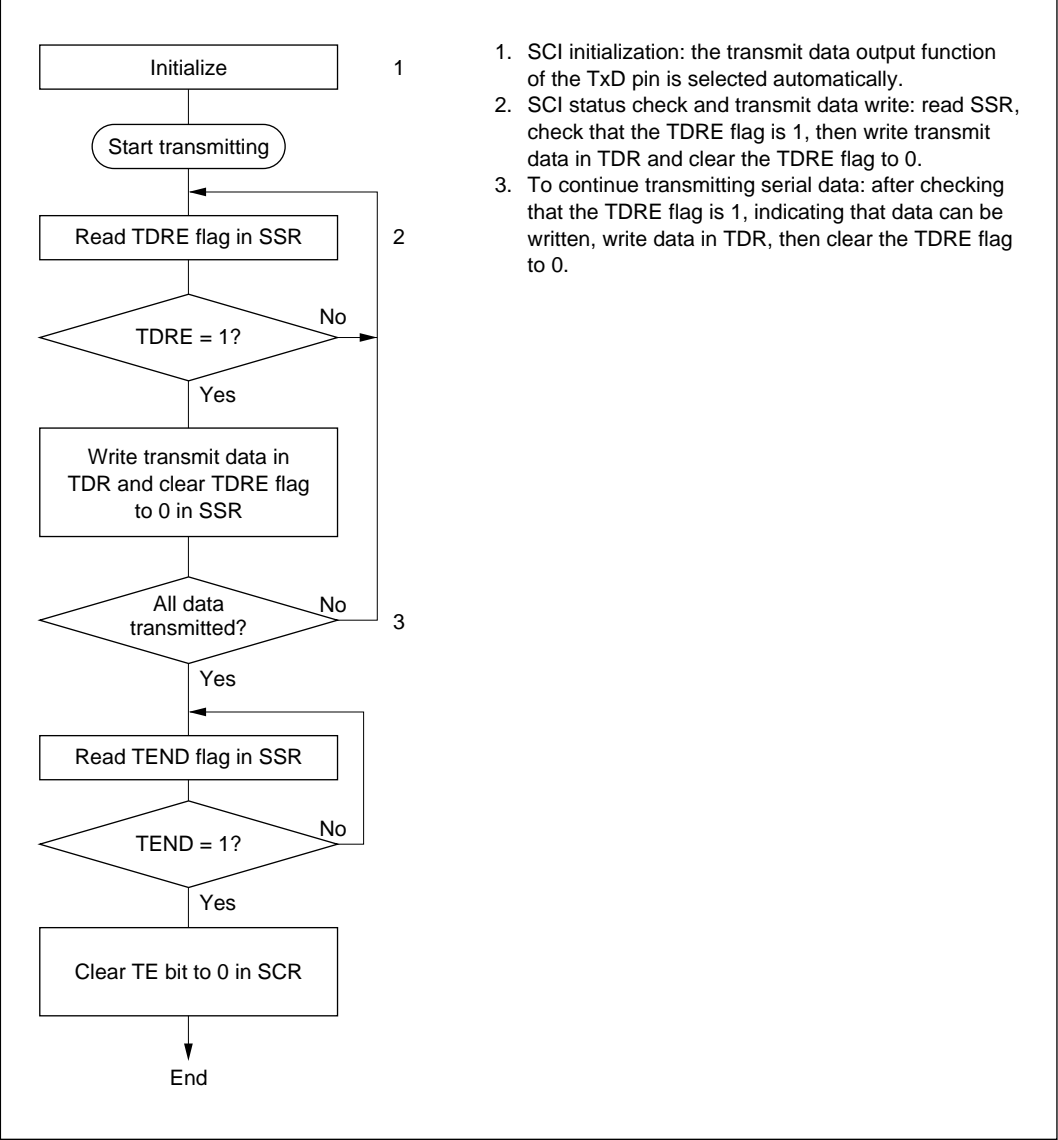 Initialize
1
Start transmitting
Read TDRE flag in SSR
2
TDRE = 1?
No
Yes
Write transmit data in
TDR and clear TDRE flag
to 0 in SSR
All data
transmitted?
No
3
Yes
Read TEND flag in SSR
TEND = 1?
No
Yes
Clear TE bit to 0 in SCR
End
1. SCI initialization: the transmit data output function
of the TxD pin is selected automatically.
2. SCI status check and transmit data write: read SSR,
check that the TDRE flag is 1, then write transmit
data in TDR and clear the TDRE flag to 0.
3. To continue transmitting serial data: after checking
that the TDRE flag is 1, indicating that data can be
written, write data in TDR, then clear the TDRE flag
to 0.